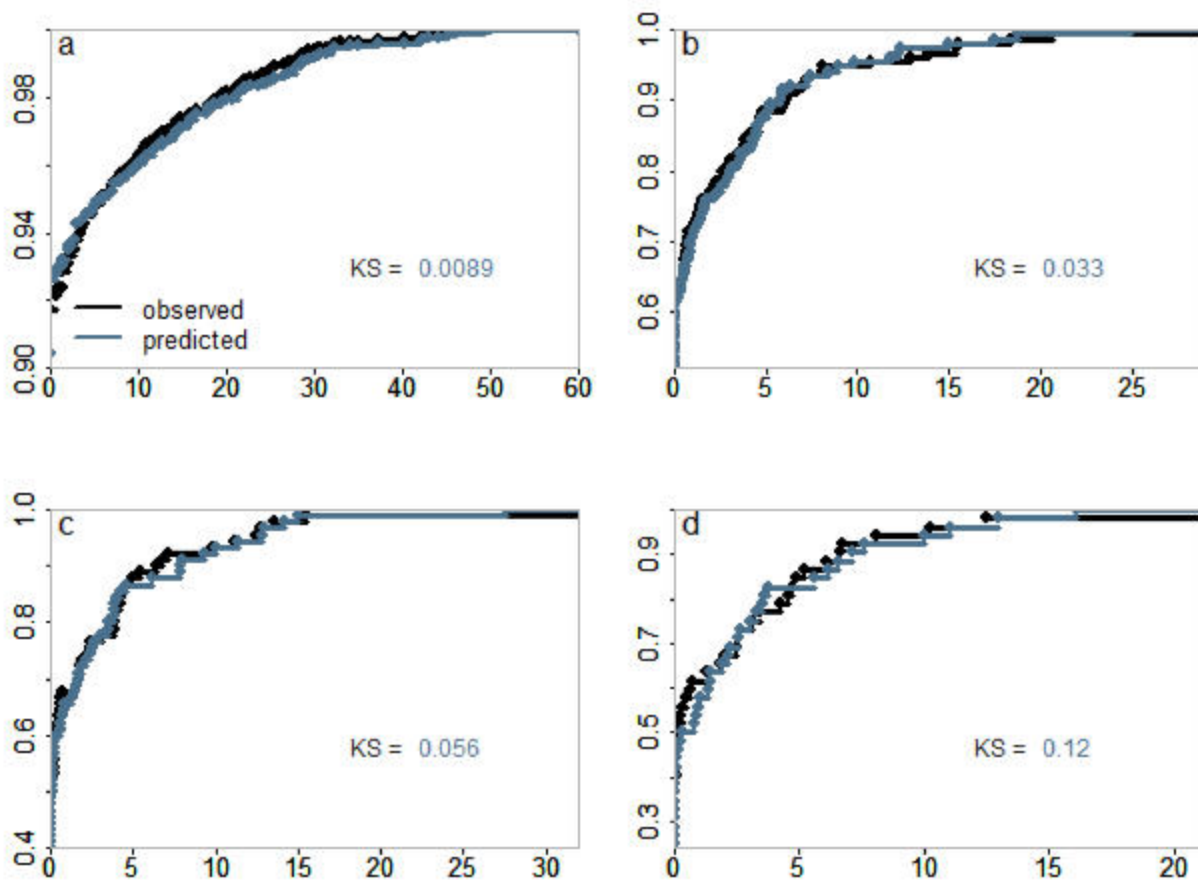 a
0.98
0.94
0.90
KS = 0.0089
observed
predicted
0 10 20 30 40 50 60
b
1.0
0.9
0.8
0.7
0.6
KS = 0.033
0 5 10 15 20 25
c
1.0
0.8
0.6
0.4
KS = 0.056
0 5 10 15 20 25 30
d
0.9
0.7
0.5
0.3
KS = 0.12
0 5 10 15 20